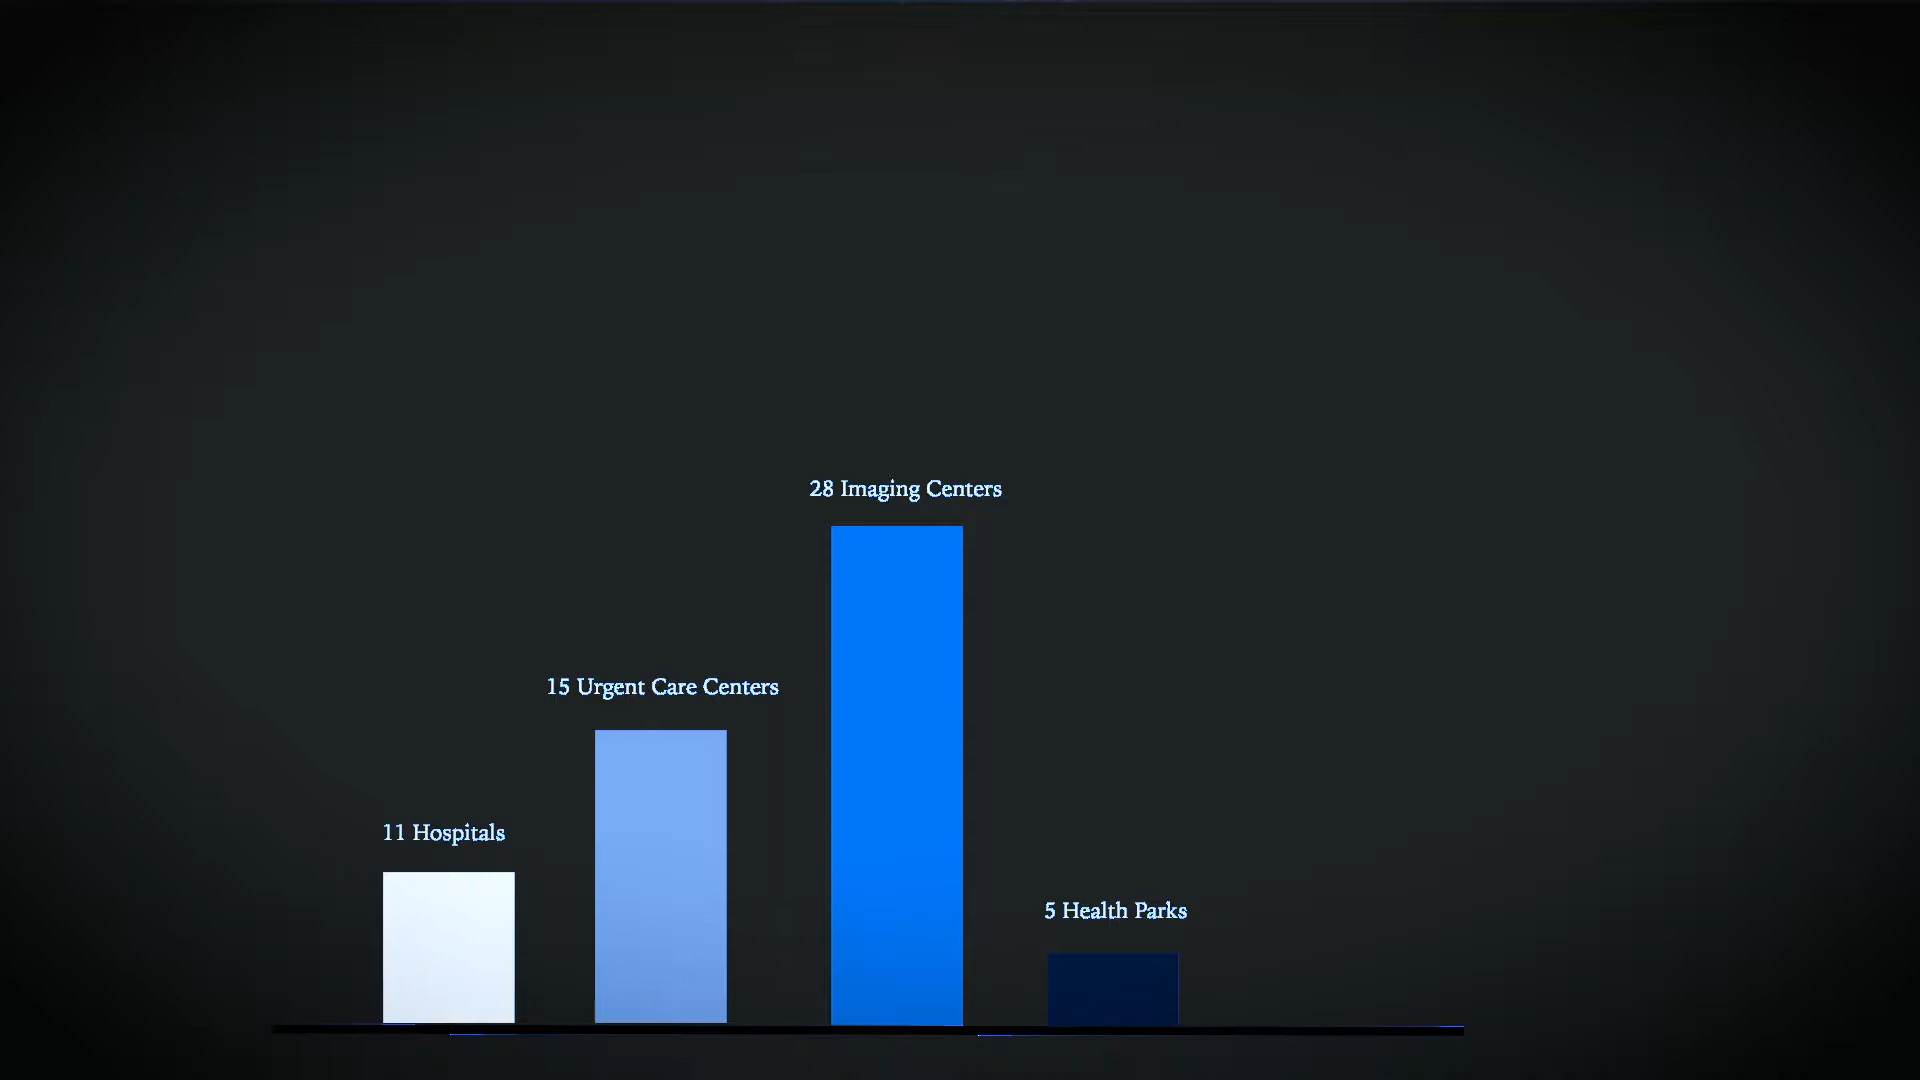 28 Imaging Centers
15 Urgent Care Centers
11 Hospitals
5 Health Parks